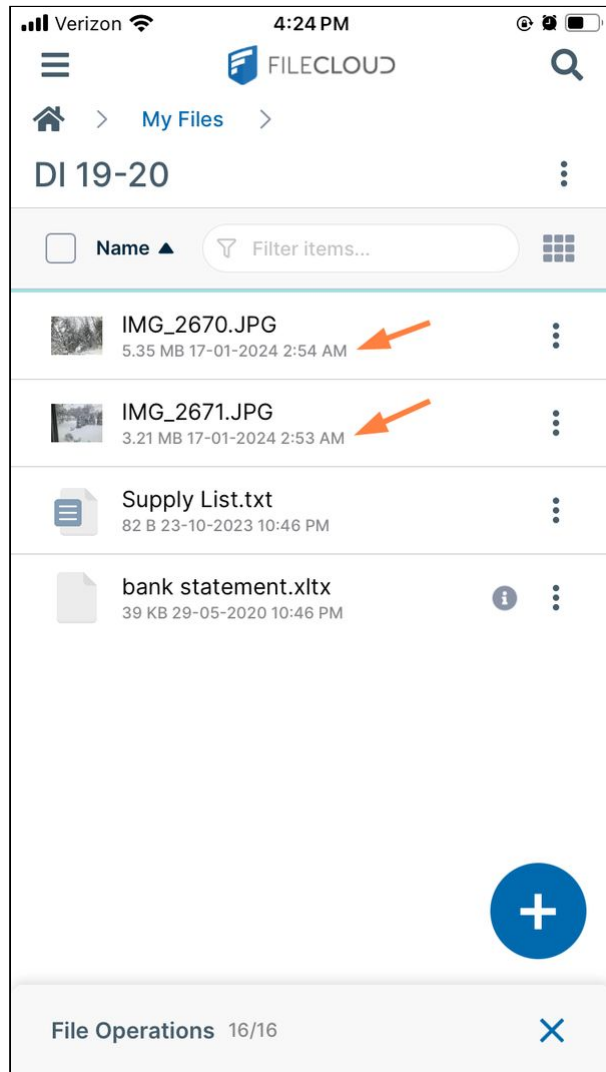 Verizon 4:24 PM
FILECLOUD
> My Files >
DI 19-20
Name ▲ Filter items...
IMG_2670.JPG
5.35 MB 17-01-2024 2:54 AM
IMG_2671.JPG
3.21 MB 17-01-2024 2:53 AM
Supply List.txt
82 B 23-10-2023 10:46 PM
bank statement.xltx
39 KB 29-05-2020 10:46 PM
File Operations 16/16